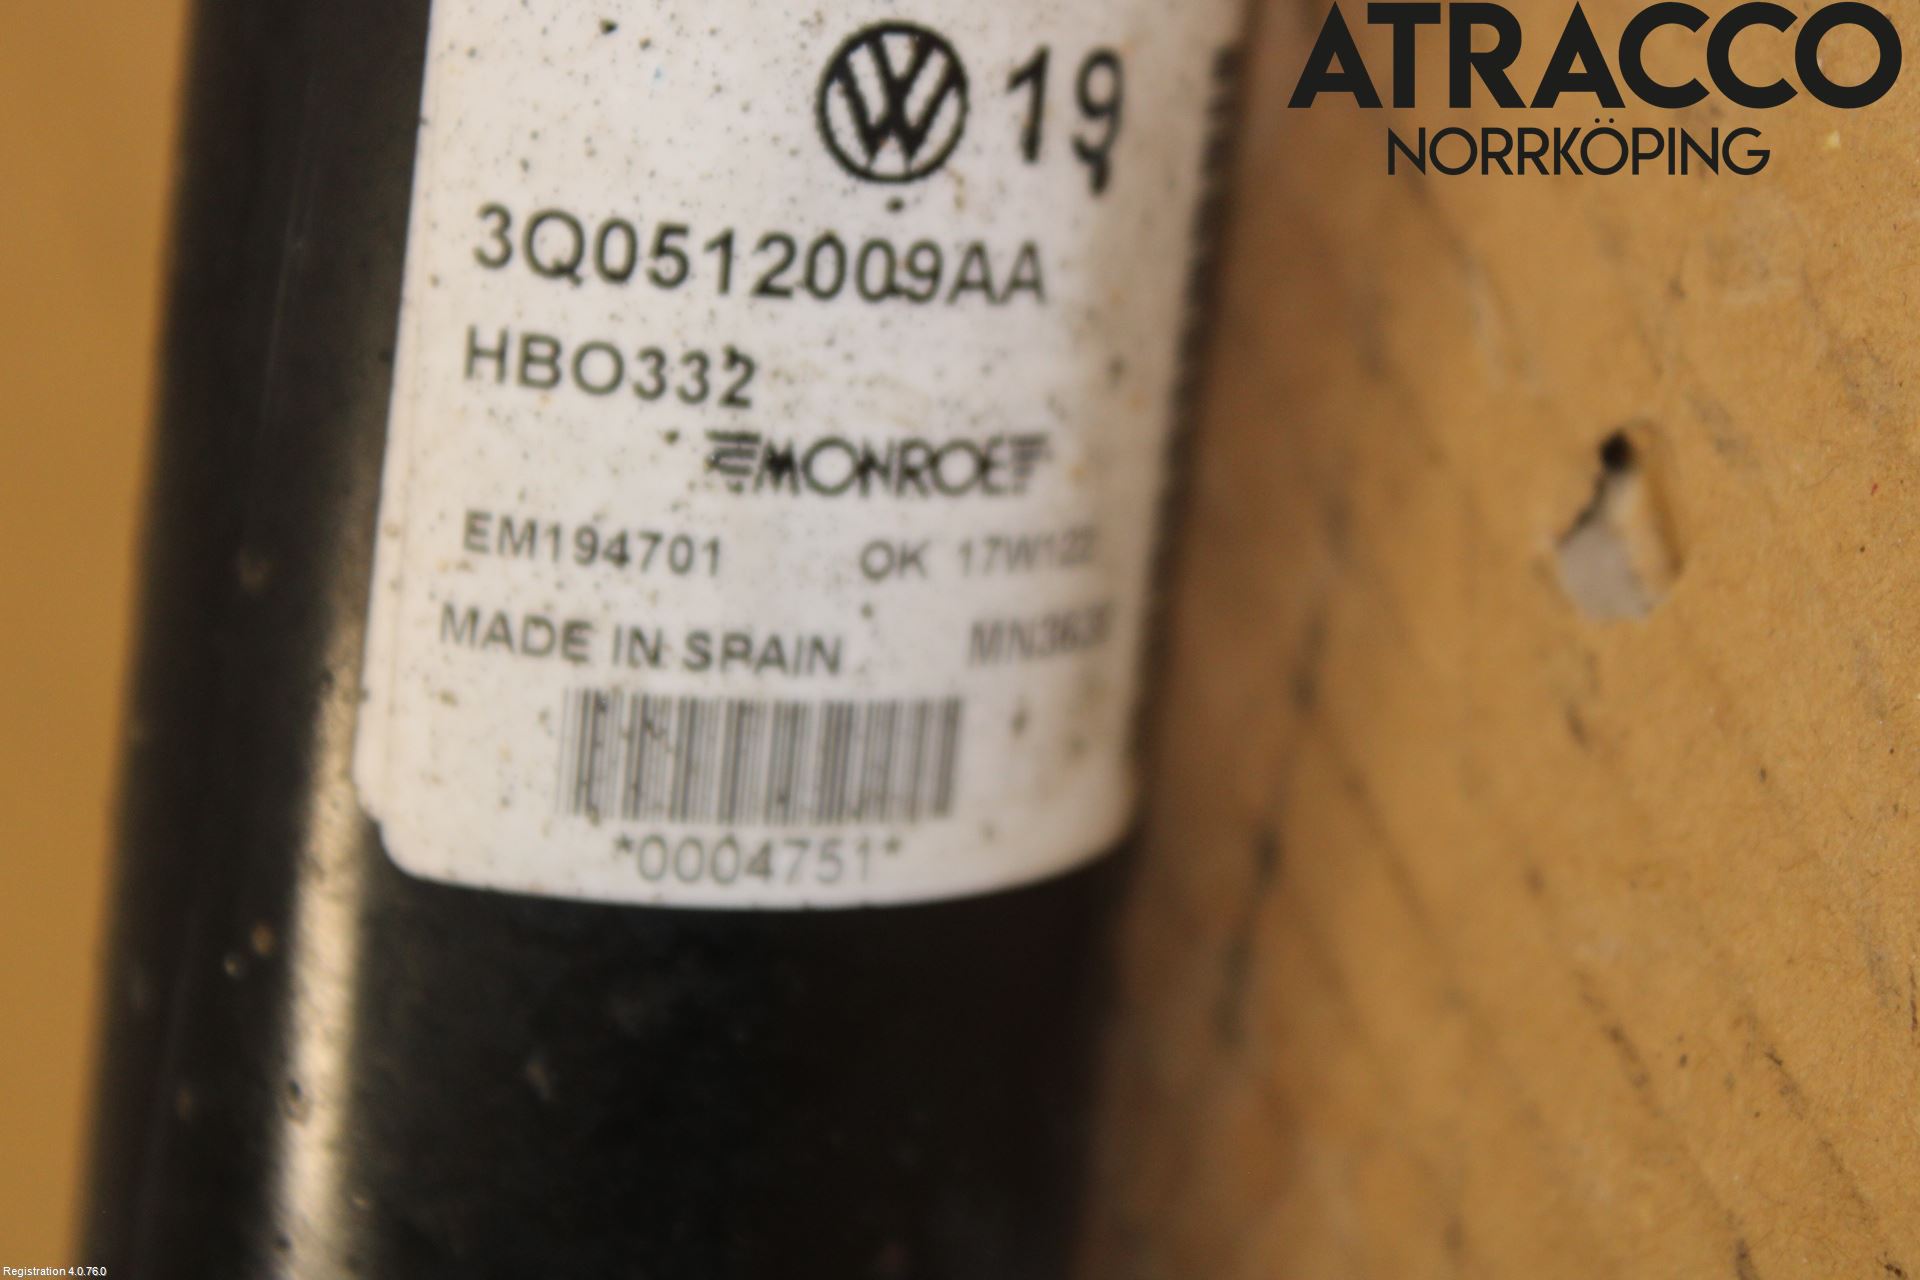 ATRACCO
NORRKÖPING
19
3Q0512009AA
HBO332
MONROE
EM194701 OK
MADE IN SPAIN
*0004751*
Registration 4.0.76.0